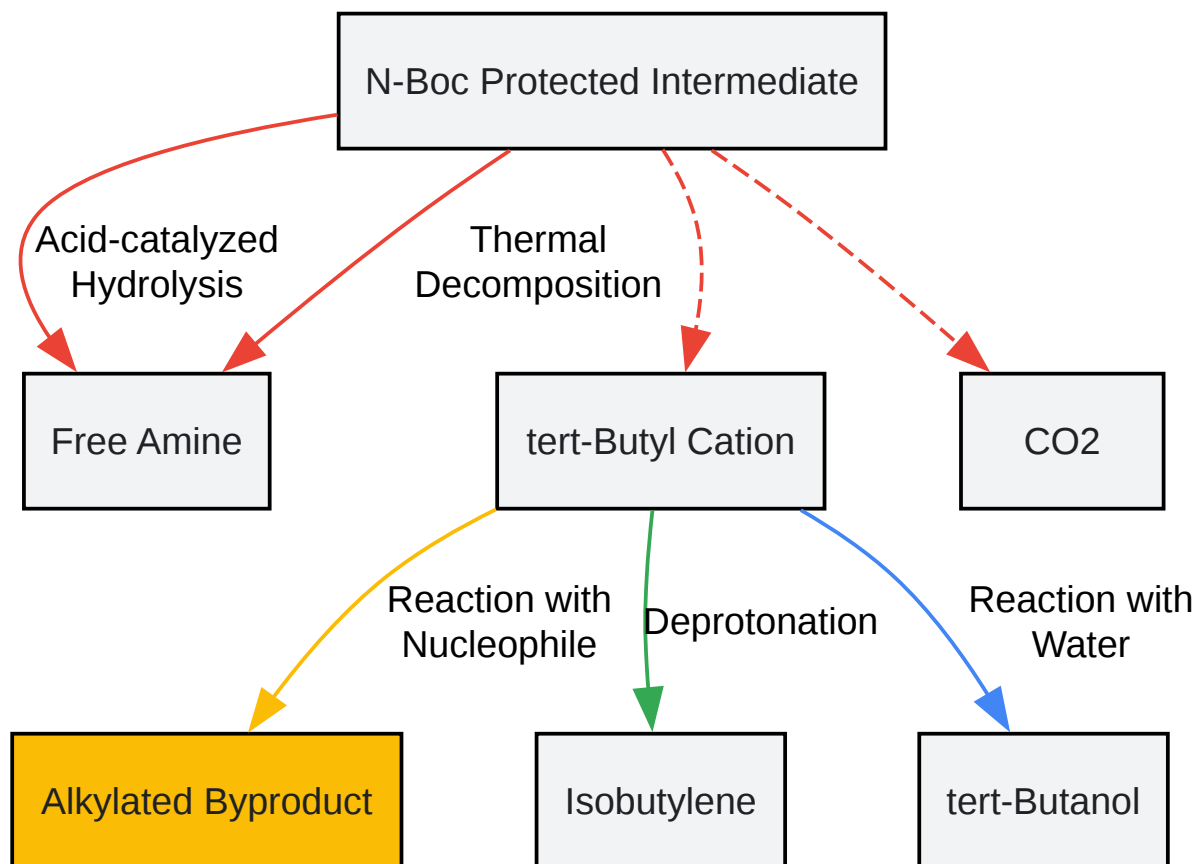 N-Boc Protected Intermediate
Acid-catalyzed
Hydrolysis
Thermal
Decomposition
Free Amine
tert-Butyl Cation
CO2
Reaction with
Nucleophile
Deprotonation
Reaction with
Water
Alkylated Byproduct
Isobutylene
tert-Butanol